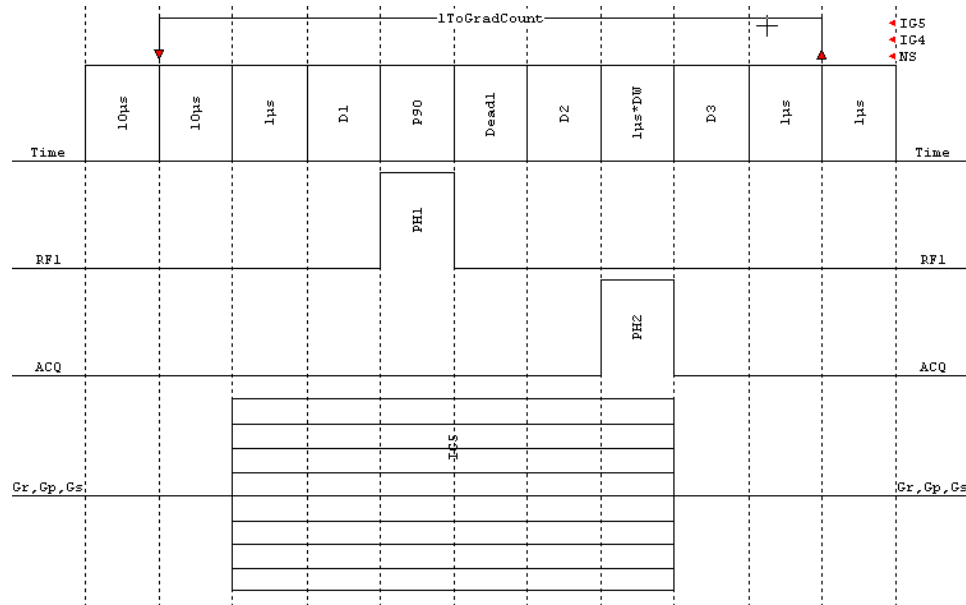 1ToGradCount
IG5
IG4
NS
Time 10µs 10µs 1µs D1 P90 Dead1 D2 1µs*DW D3 1µs 1µs Time
RF1 PH1 RF1
ACQ PH2 ACQ
Gr,Gp,Gs IG5 Gr,Gp,Gs